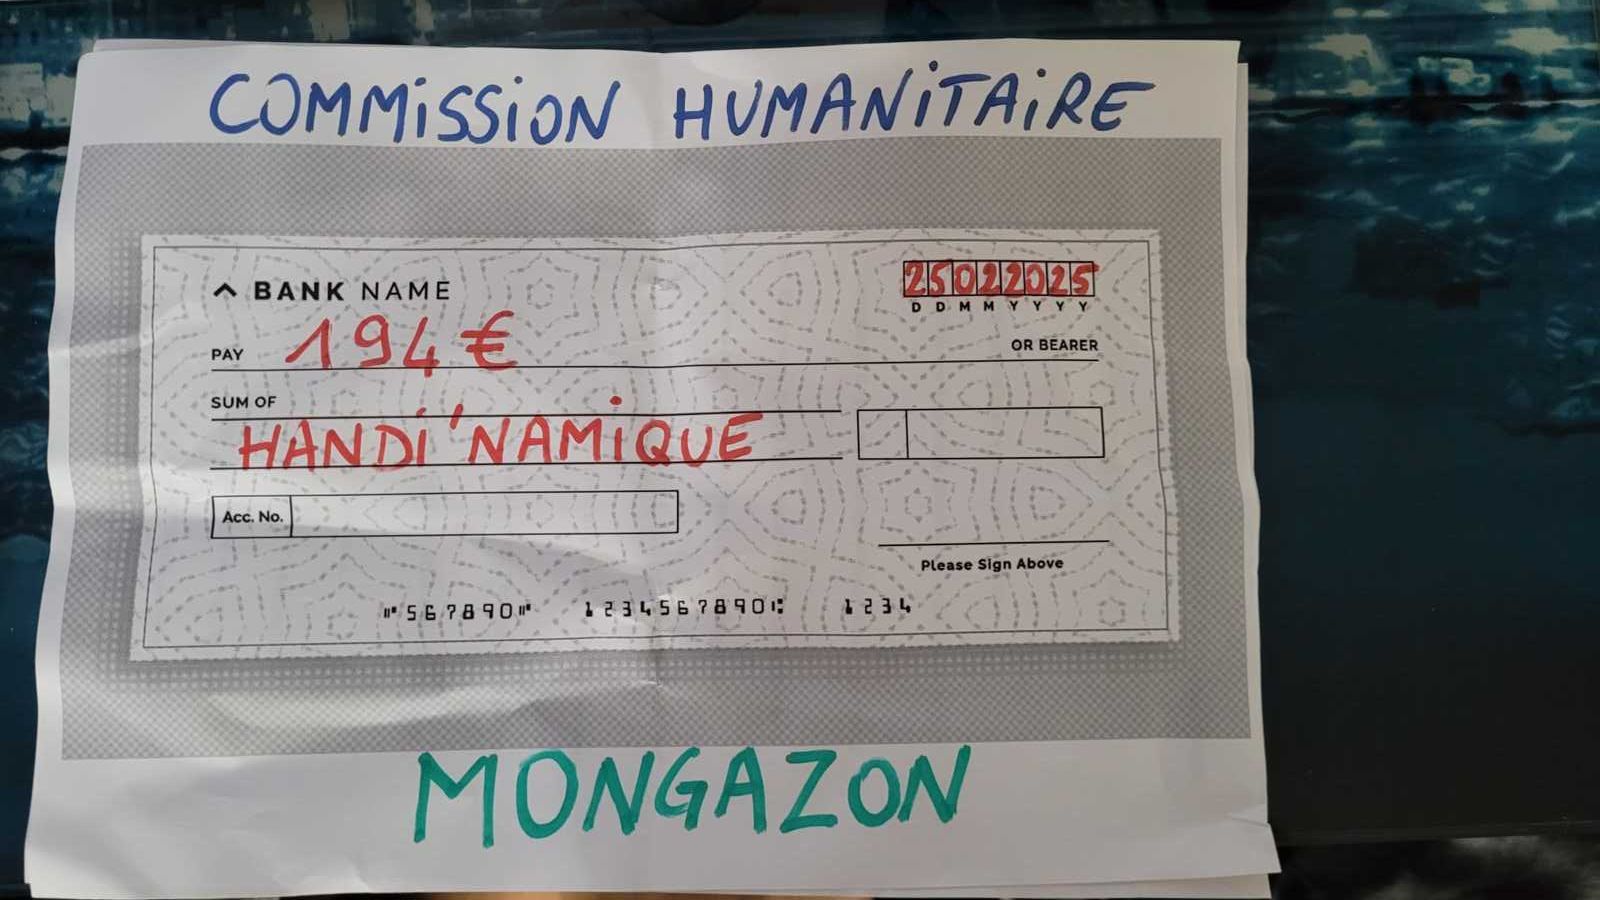 COMMISSION HUMANITAIRE
BANK NAME
25022025
D D M M Y Y Y Y
PAY 194€ OR BEARER
SUM OF
HANDI'NAMIQUE
Acc. No.
Please Sign Above
⑈567890⑈ 1234567890⑆ 1234
MONGAZON